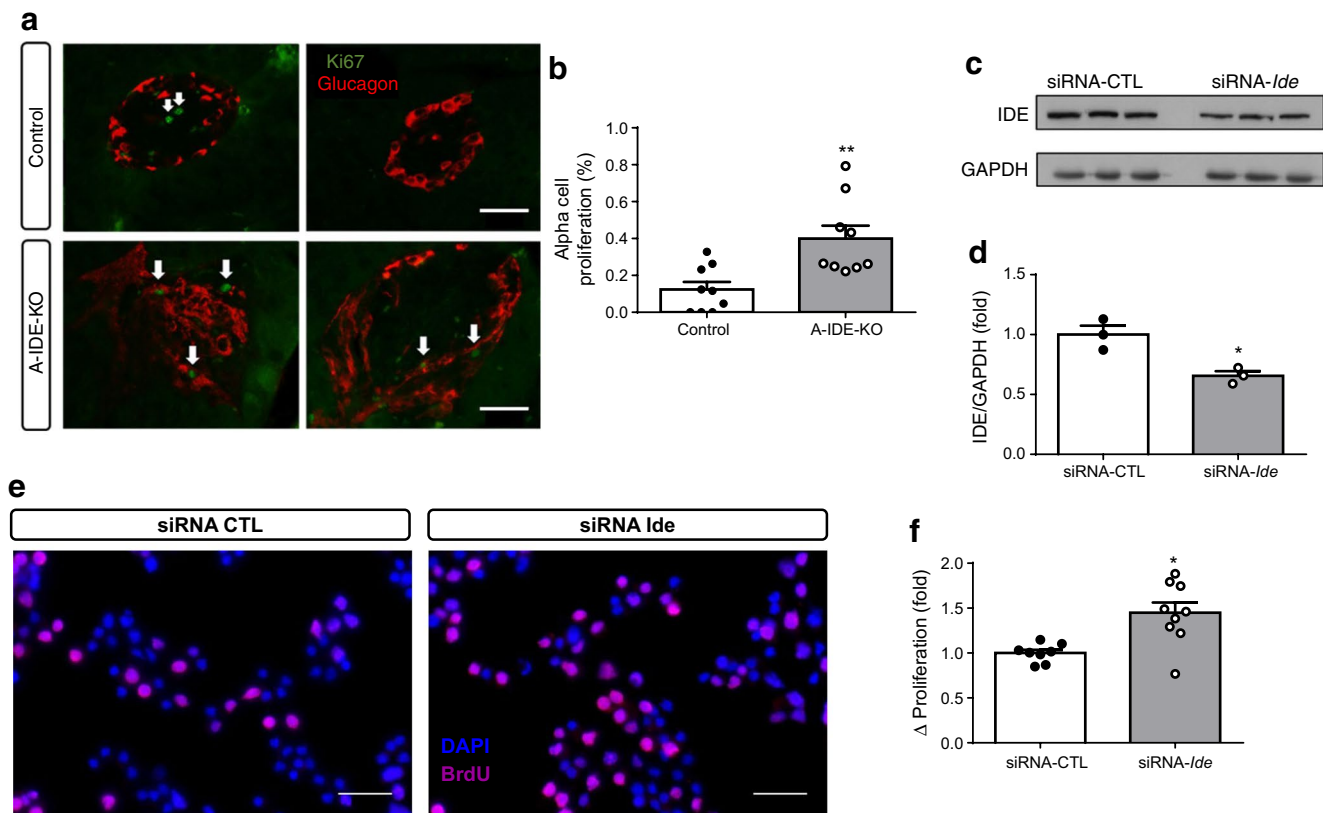 a
Control
A-IDE-KO
Ki67
Glucagon
b
Alpha cell
proliferation (%)
1.0
0.8
0.6
0.4
0.2
0.0
**
Control
A-IDE-KO
c
siRNA-CTL
siRNA-Ide
IDE
GAPDH
d
IDE/GAPDH (fold)
1.5
1.0
0.5
0.0
*
siRNA-CTL
siRNA-Ide
e
siRNA CTL
siRNA Ide
DAPI
BrdU
f
Δ Proliferation (fold)
2.0
1.5
1.0
0.5
0.0
*
siRNA-CTL
siRNA-Ide